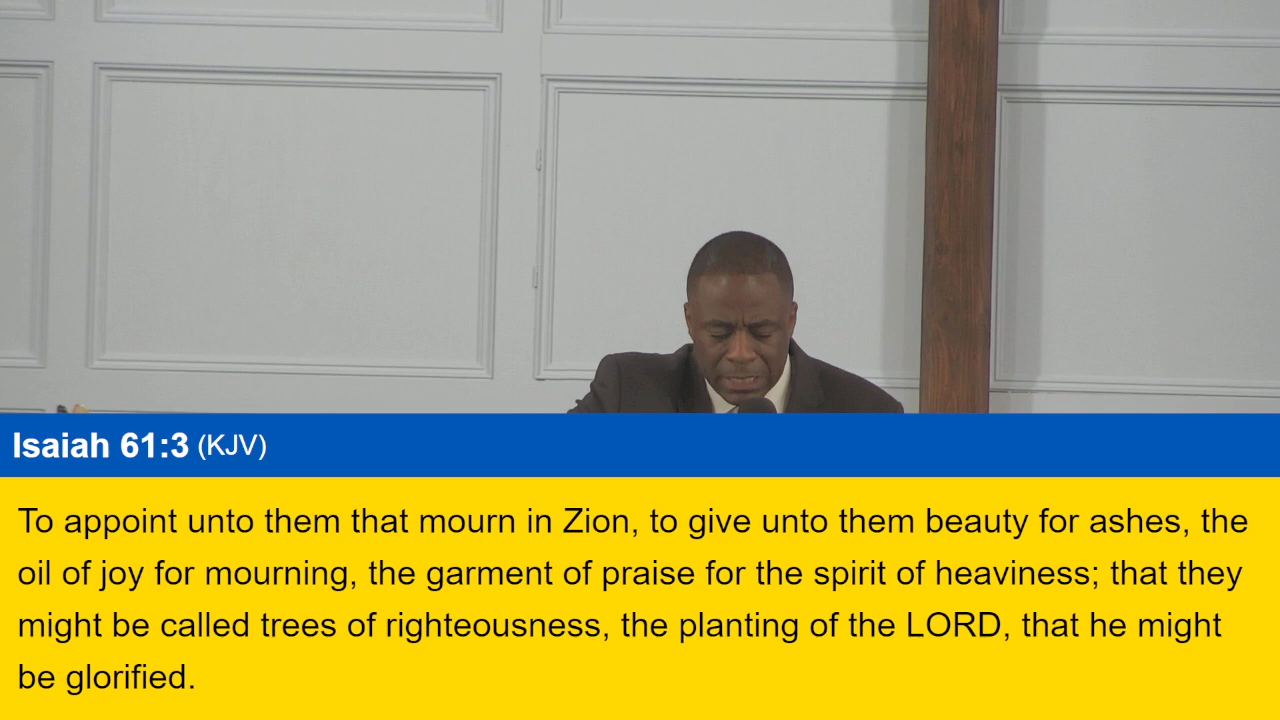 Isaiah 61:3 (KJV)
To appoint unto them that mourn in Zion, to give unto them beauty for ashes, the
oil of joy for mourning, the garment of praise for the spirit of heaviness; that they
might be called trees of righteousness, the planting of the LORD, that he might
be glorified.